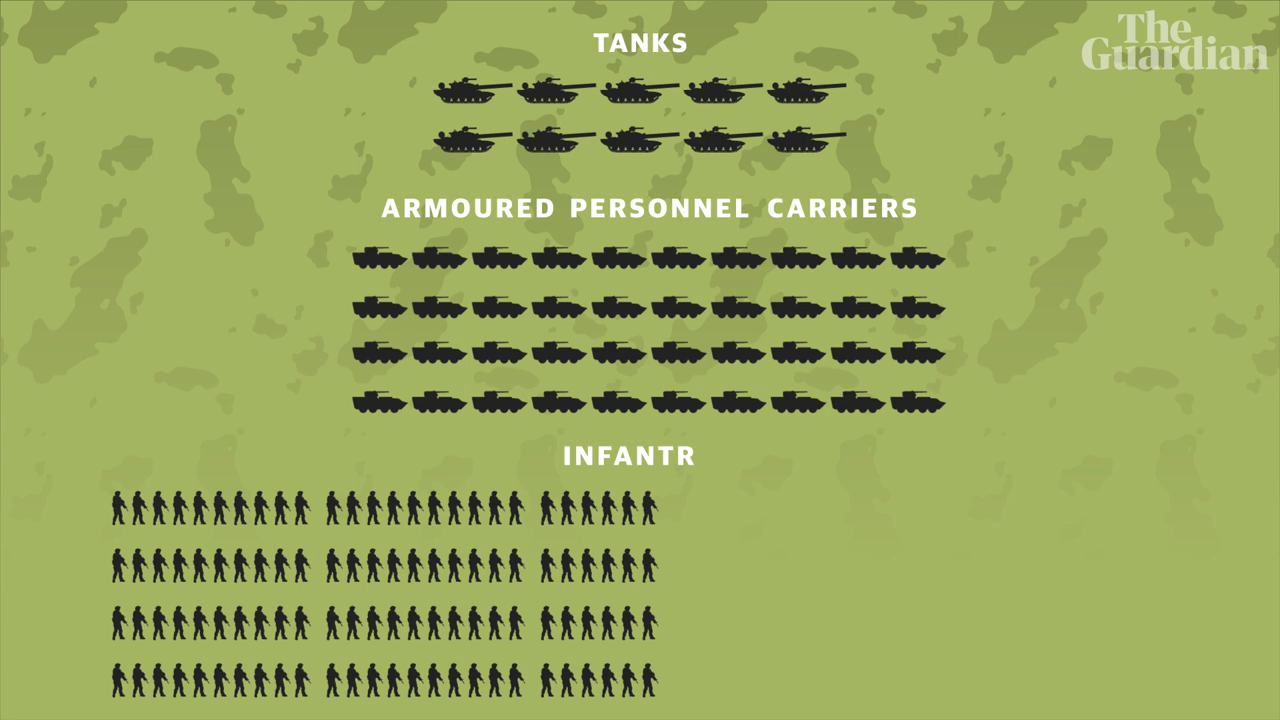 The
Guardian
TANKS
ARMOURED PERSONNEL CARRIERS
INFANTR